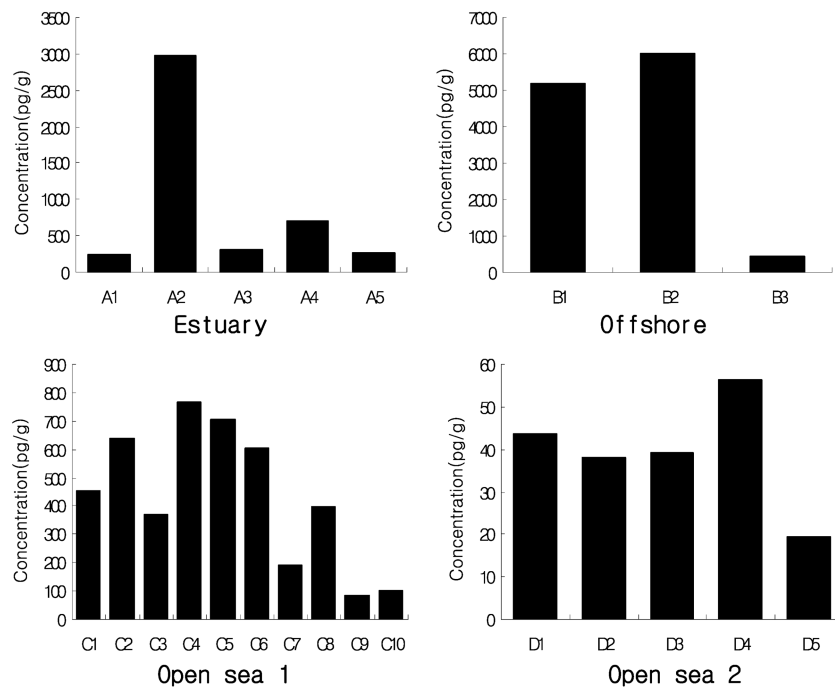 Concentration(pg/g)
3500
3000
2500
2000
1500
1000
500
0
A1 A2 A3 A4 A5
Estuary
Concentration(pg/g)
7000
6000
5000
4000
3000
2000
1000
0
B1 B2 B3
Offshore
Concentration(pg/g)
900
800
700
600
500
400
300
200
100
0
C1 C2 C3 C4 C5 C6 C7 C8 C9 C10
Open sea 1
Concentration(pg/g)
60
50
40
30
20
10
0
D1 D2 D3 D4 D5
Open sea 2